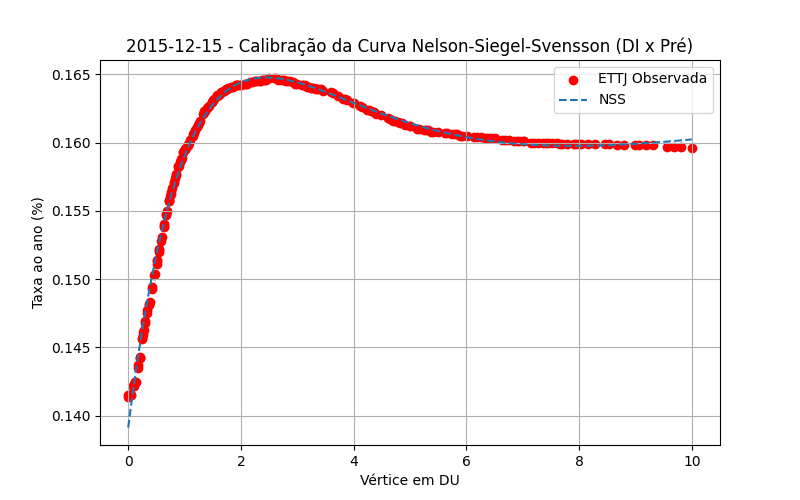 2015-12-15 - Calibração da Curva Nelson-Siegel-Svensson (DI x Pré)
ETTJ Observada
NSS
Taxa ao ano (%)
0.165
0.160
0.155
0.150
0.145
0.140
0
2
4
6
8
10
Vértice em DU